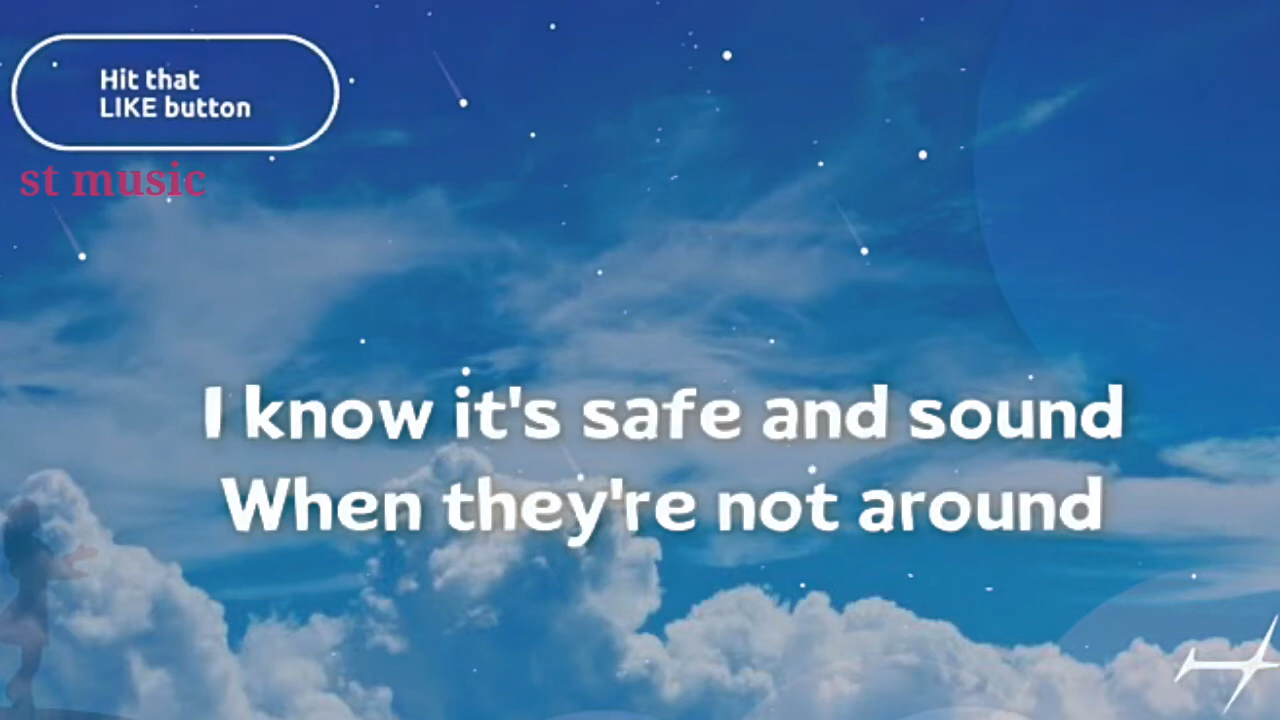 Hit that
LIKE button
st music
I know it's safe and sound
When they're not around